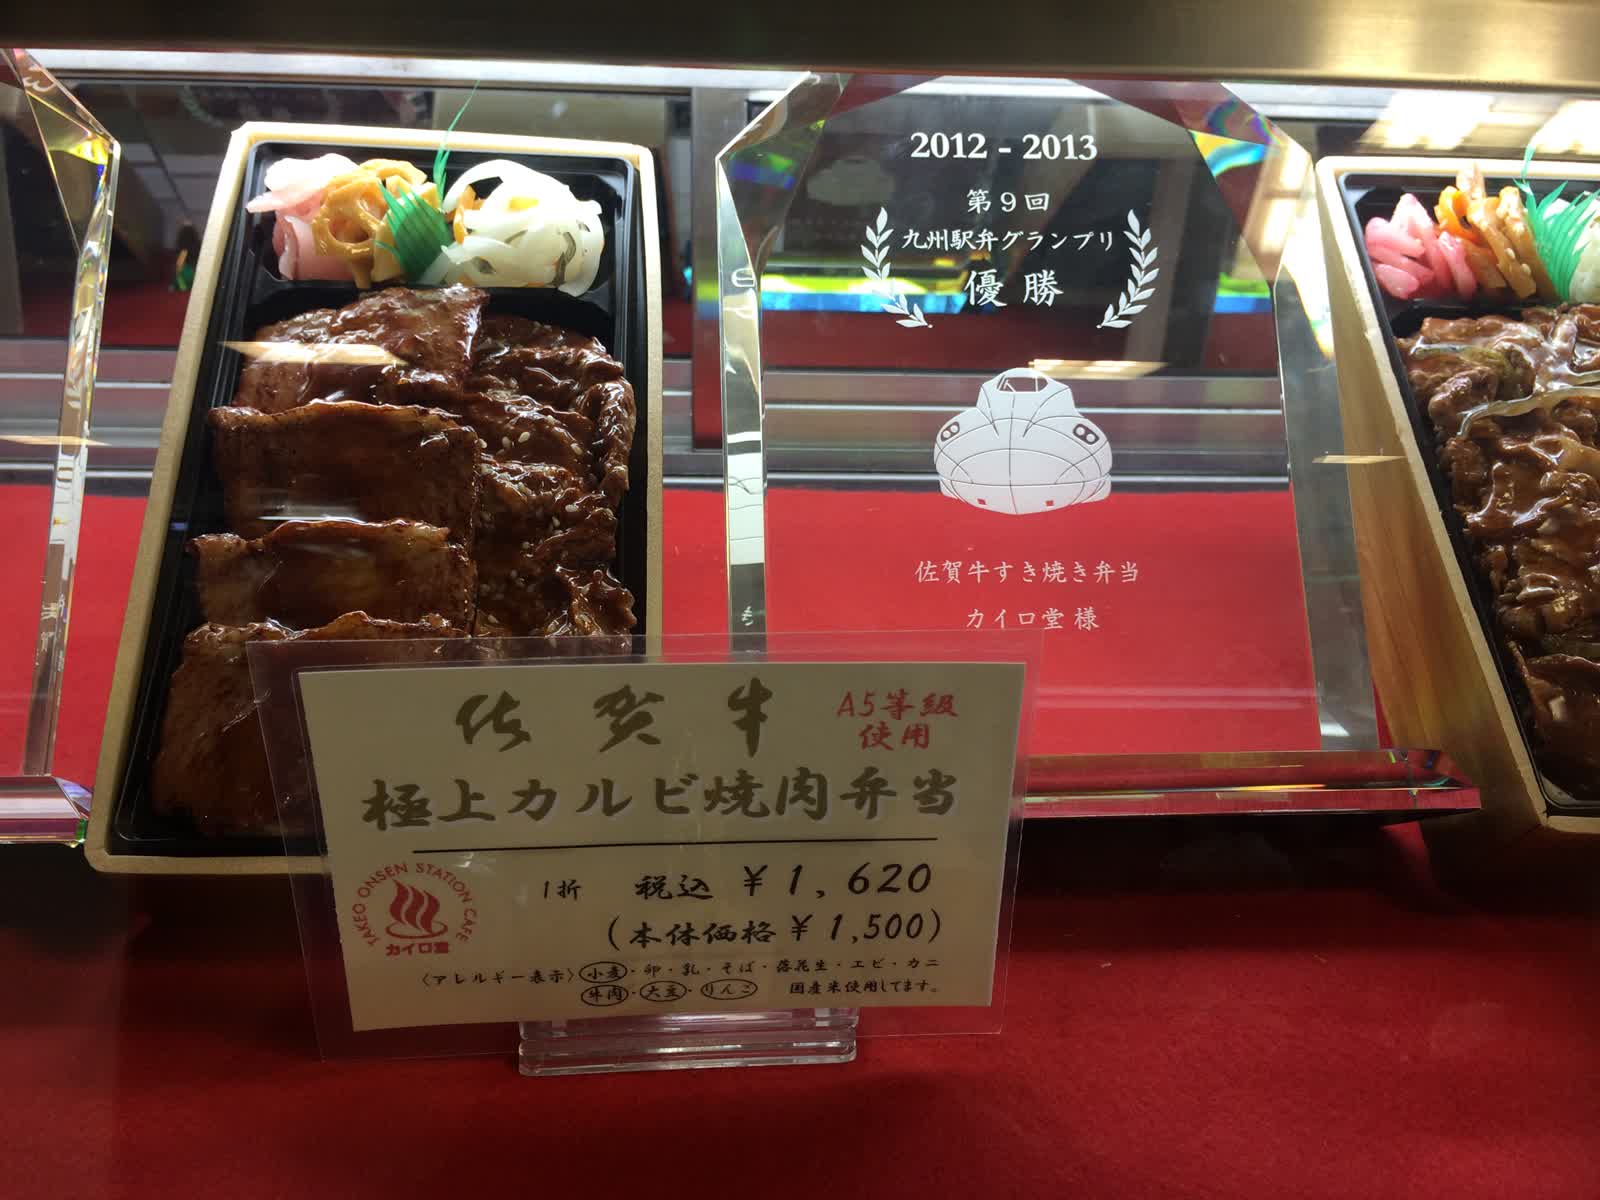 2012 - 2013
第9回
九州駅弁グランプリ
優勝
佐賀牛すき焼き弁当
カイロ堂 様
佐賀牛
A5等級
使用
極上カルビ焼肉弁当
TAKEO ONSEN STATION CAFE
カイロ堂
1折 税込 ¥1,620
(本体価格¥1,500)
〈アレルギー表示〉小麦・卵・乳・そば・落花生・エビ・カニ
牛肉・大豆・りんご 国産米使用してます。